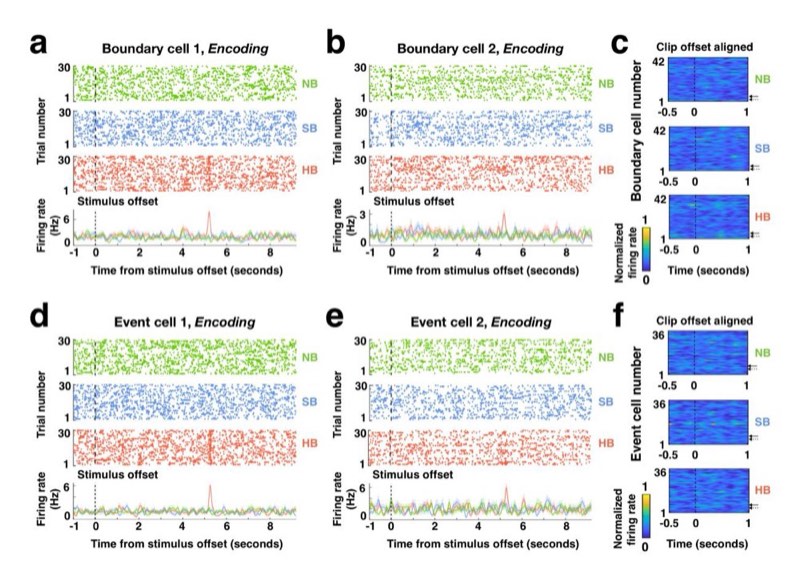 a
Boundary cell 1, Encoding
Trial number
30
1
NB
30
1
SB
30
1
HB
Stimulus offset
Firing rate
(Hz)
6
0
-1 0 2 4 6 8
Time from stimulus offset (seconds)
b
Boundary cell 2, Encoding
Trial number
30
1
NB
30
1
SB
30
1
HB
Stimulus offset
Firing rate
(Hz)
3
0
-1 0 2 4 6 8
Time from stimulus offset (seconds)
c
Clip offset aligned
Boundary cell number
42
1
NB
-0.5 0 1
42
1
SB
-0.5 0 1
42
1
HB
-0.5 0 1
Time (seconds)
Normalized
firing rate
1
0
d
Event cell 1, Encoding
Trial number
30
1
NB
30
1
SB
30
1
HB
Stimulus offset
Firing rate
(Hz)
6
0
-1 0 2 4 6 8
Time from stimulus offset (seconds)
e
Event cell 2, Encoding
Trial number
30
1
NB
30
1
SB
30
1
HB
Stimulus offset
Firing rate
(Hz)
6
0
-1 0 2 4 6 8
Time from stimulus offset (seconds)
f
Clip offset aligned
Event cell number
36
1
NB
-0.5 0 1
36
1
SB
-0.5 0 1
36
1
HB
-0.5 0 1
Time (seconds)
Normalized
firing rate
1
0